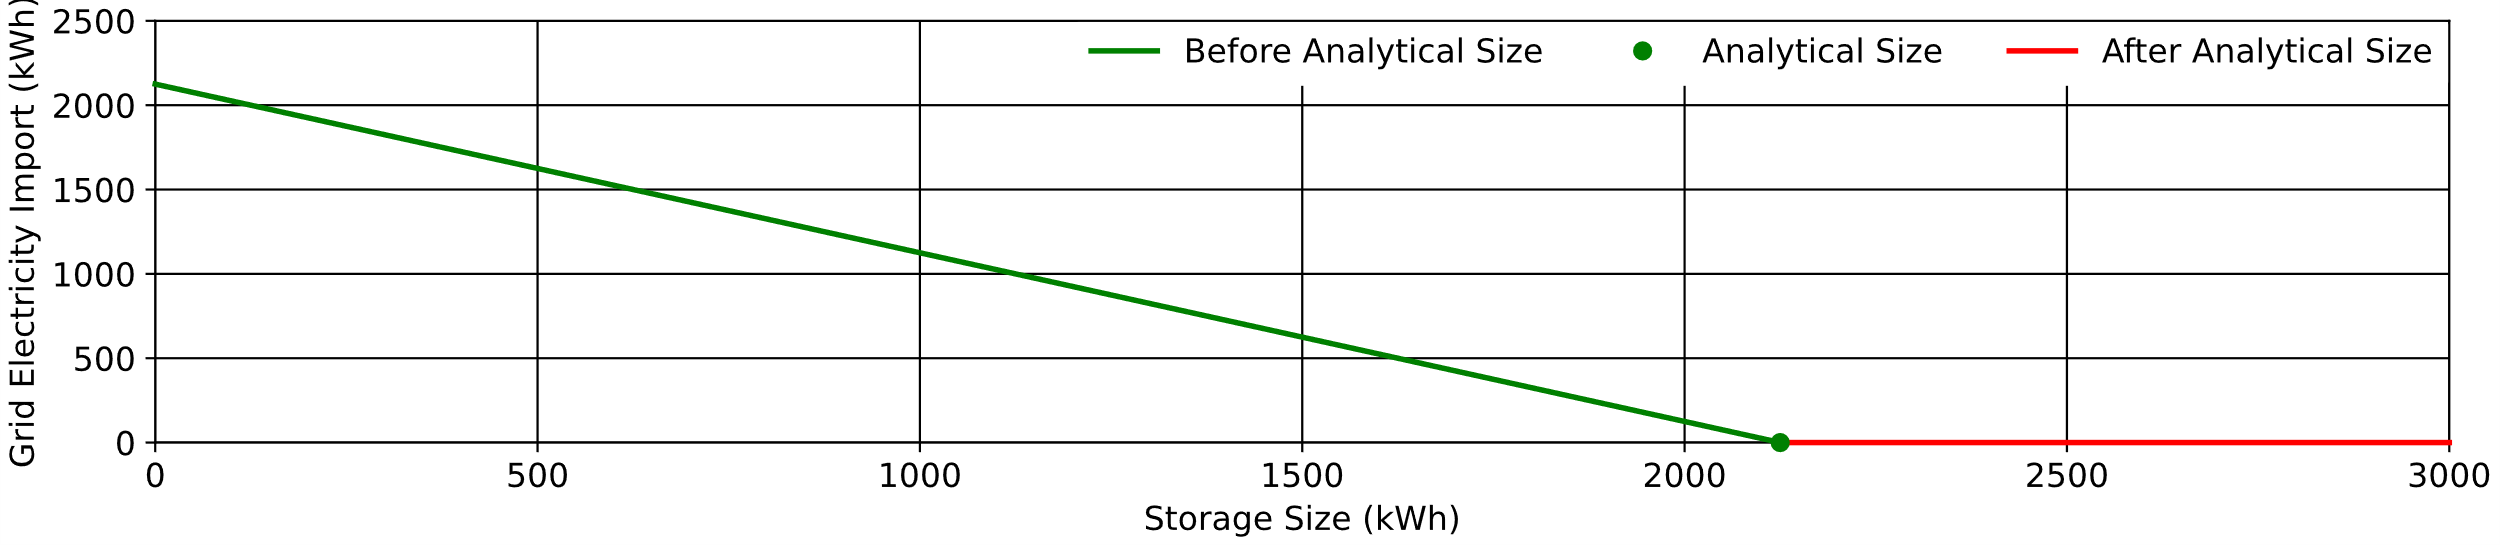 Grid Electricity Import (kWh)
2500
2000
1500
1000
500
0
Before Analytical Size
Analytical Size
After Analytical Size
0
500
1000
1500
2000
2500
3000
Storage Size (kWh)